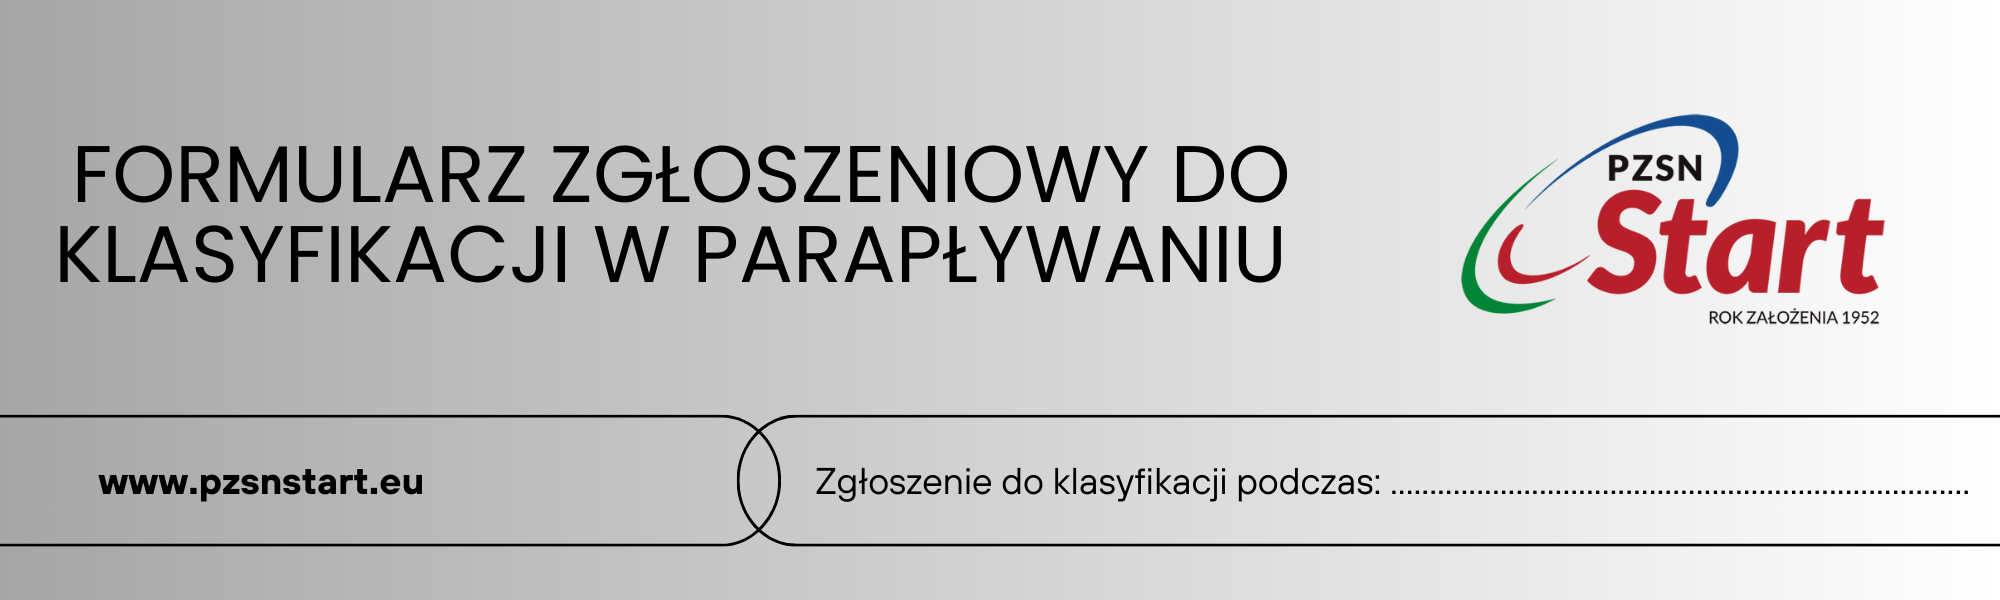 FORMULARZ ZGŁOSZENIOWY DO
KLASYFIKACJI W PARAPŁYWANIU
PZSN
Start
ROK ZAŁOŻENIA 1952
www.pzsnstart.eu
Zgłoszenie do klasyfikacji podczas: ..........................................................................